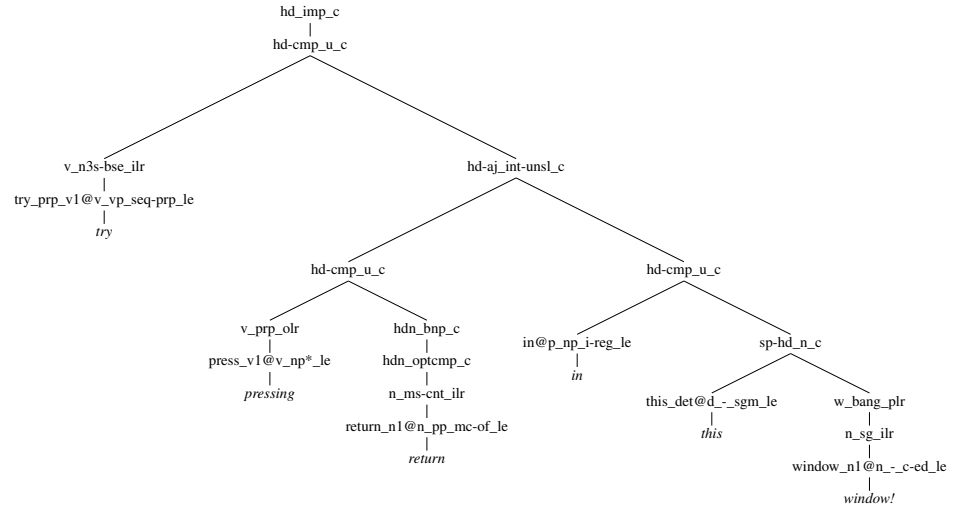 hd_imp_c
hd-cmp_u_c
v_n3s-bse_ilr hd-aj_int-unsl_c
try_prp_v1@v_vp_seq-prp_le
try
hd-cmp_u_c hd-cmp_u_c
v_prp_olr hdn_bnp_c in@p_np_i-reg_le sp-hd_n_c
press_v1@v_np*_le hdn_optcmp_c in
pressing n_ms-cnt_ilr this_det@d_-_sgm_le w_bang_plr
return_n1@n_pp_mc-of_le this n_sg_ilr
return window_n1@n_-_c-ed_le
window!